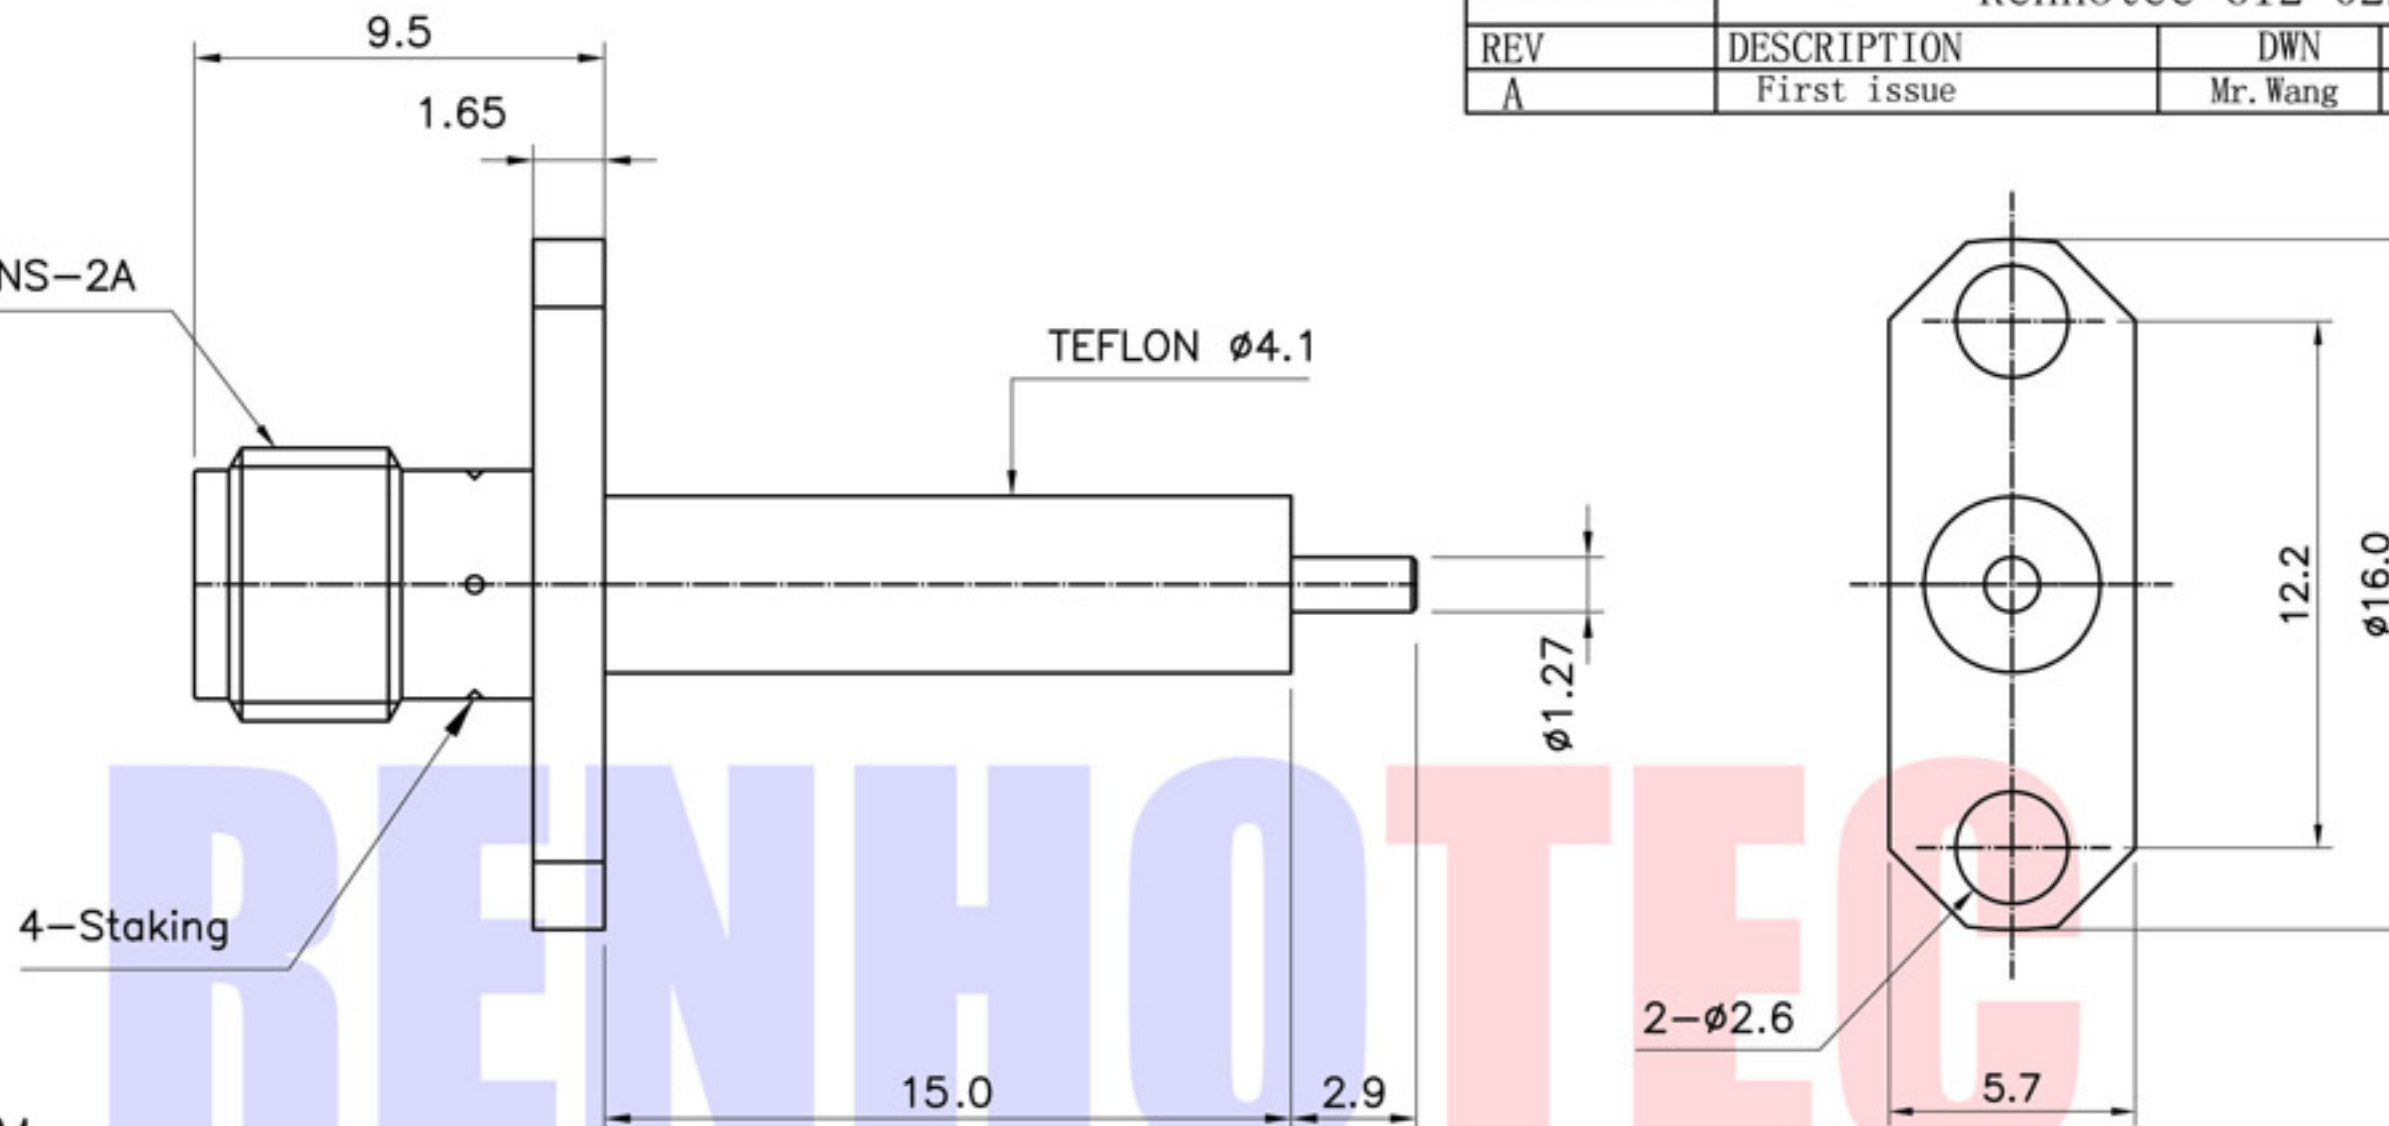 9.5
1.65
REV DESCRIPTION DWN
A First issue Mr. Wang
NS-2A
TEFLON ø4.1
ø1.27
12.2
ø16.0
4-Staking
2-ø2.6
15.0
2.9
5.7
RENHOTEC